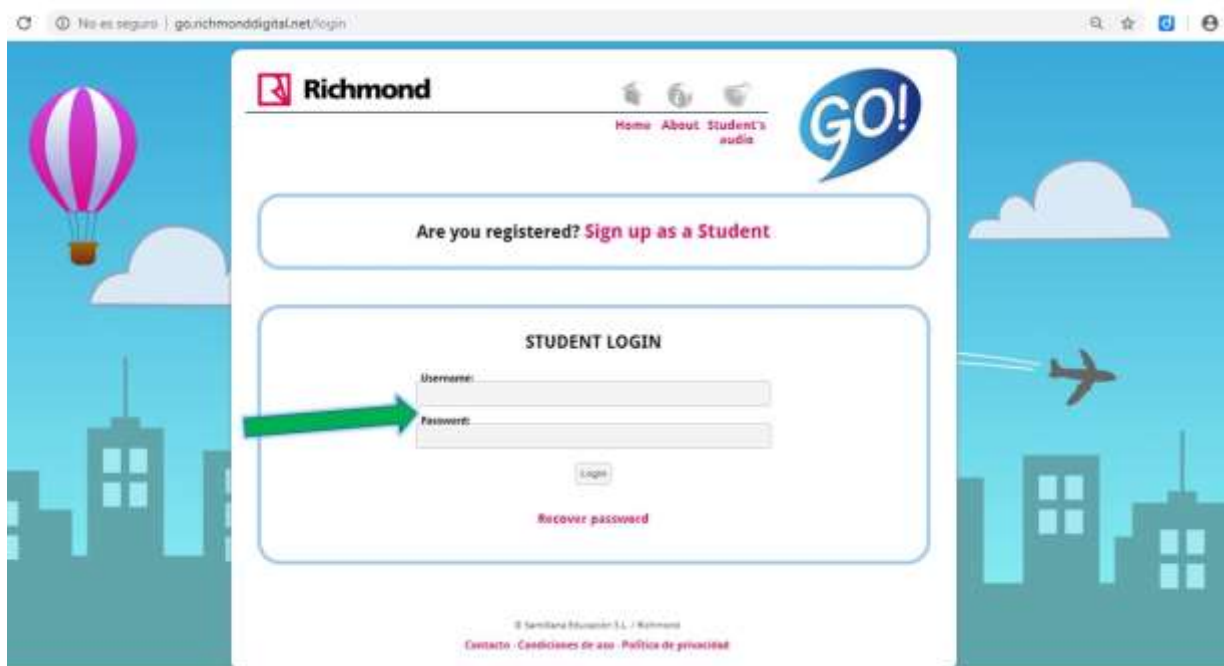 No es seguro | go.richmonddigital.net/login
Richmond
Home About Student's audio
GO!
Are you registered? Sign up as a Student
STUDENT LOGIN
Username:
Password:
Login
Recover password
© Santillana Educación S.L. / Richmond
Contacto - Condiciones de uso - Política de privacidad